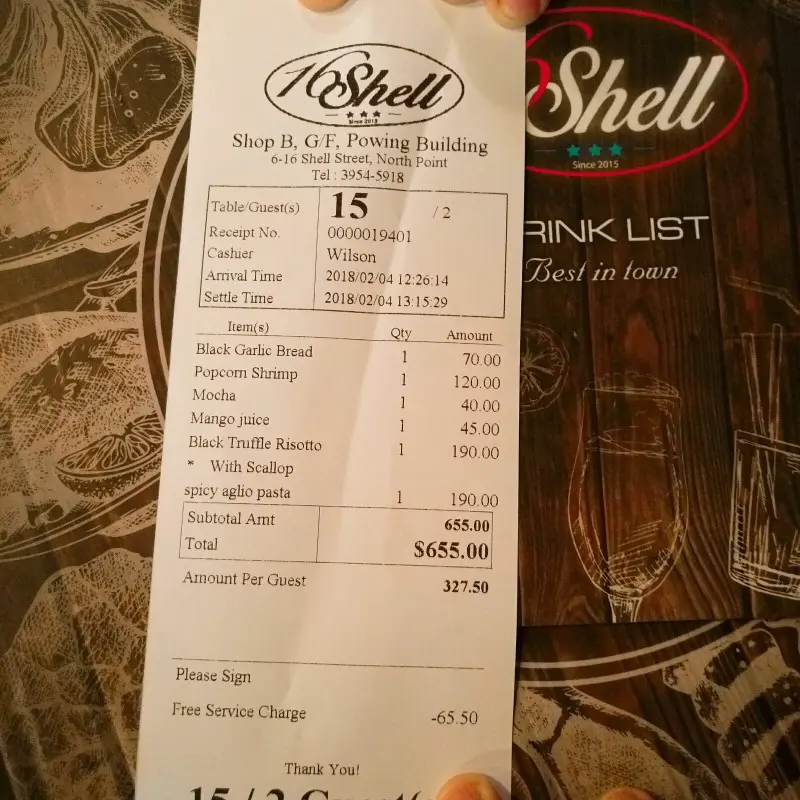 16 Shell
Since 2015
Shop B, G/F, Powing Building
6-16 Shell Street, North Point
Tel : 3954-5918
Table/Guest(s) 15 / 2
Receipt No. 0000019401
Cashier Wilson
Arrival Time 2018/02/04 12:26:14
Settle Time 2018/02/04 13:15:29
Item(s) Qty Amount
Black Garlic Bread 1 70.00
Popcorn Shrimp 1 120.00
Mocha 1 40.00
Mango juice 1 45.00
Black Truffle Risotto 1 190.00
* With Scallop
spicy aglio pasta 1 190.00
Subtotal Amt 655.00
Total $655.00
Amount Per Guest 327.50
Please Sign
Free Service Charge -65.50
Thank You!
15 / 2
Shell
Since 2015
RINK LIST
Best in town